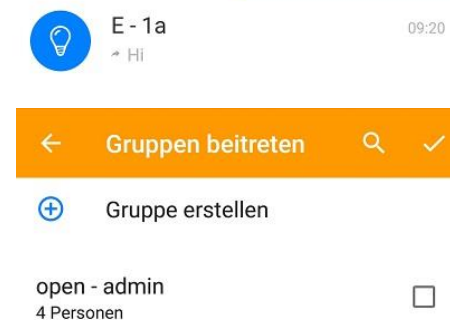 E - 1a 09:20
Hi
Gruppen beitreten
Gruppe erstellen
open - admin
4 Personen